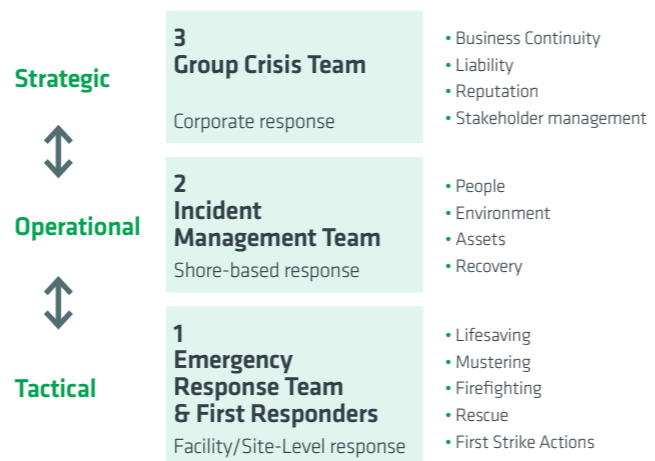 Strategic
3
Group Crisis Team
Corporate response
• Business Continuity
• Liability
• Reputation
• Stakeholder management
Operational
2
Incident
Management Team
Shore-based response
• People
• Environment
• Assets
• Recovery
Tactical
1
Emergency
Response Team
& First Responders
Facility/Site-Level response
• Lifesaving
• Mustering
• Firefighting
• Rescue
• First Strike Actions